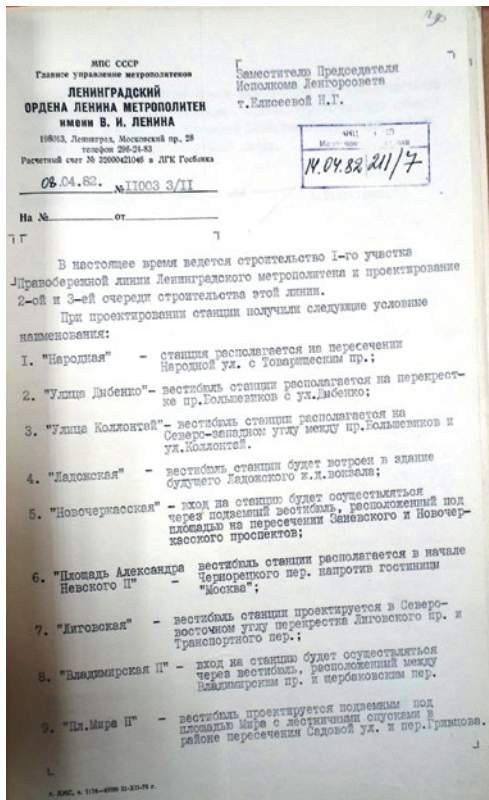 МПС СССР
Главное управление метрополитенов
ЛЕНИНГРАДСКИЙ
ОРДЕНА ЛЕНИНА МЕТРОПОЛИТЕН
имени В. И. ЛЕНИНА
198013, Ленинград, Московский пр., 28
телефон 296-24-83
Расчетный счет № 22000421046 в ЛГК Госбанка
08.04.82. № II003 3/II
На № от
Заместителю Председателя
Исполкома Ленгорсовета
т.Елисеевой Н.Г.
14.04.82 211/7
В настоящее время ведется строительство I-го участка
Правобережной линии Ленинградского метрополитена и проектирование
2-ой и 3-ей очереди строительства этой линии.
При проектировании станции получили следующие условные
наименования:
I. "Народная" - станция располагается на пересечении
Народной ул. с Товарищеским пр.;
2. "Улица Дыбенко"- вестибюль станции располагается на перекрест-
ке пр.Большевиков с ул.Дыбенко;
3. "Улица Коллонтай"- вестибюль станции располагается на
Северо-западном углу между пр.Большевиков и
ул.Коллонтай.
4. "Ладожская" - вестибюль станции будет встроен в здание
будущего Ладожского ж.д.вокзала;
5. "Новочеркасская" - вход на станцию будет осуществляться
через подземный вестибюль, расположенный под
площадью на пересечении Заневского и Новочер-
касского проспектов;
6. "Площадь Александра вестибюль станции располагается в начале
Невского П" - Чернорецкого пер. напротив гостиницы
"Москва";
7. "Лиговская" - вестибюль станции проектируется в Северо-
восточном углу перекрестка Лиговского пр. и
Транспортного пер.;
8. "Владимирская П" - вход на станцию будет осуществляться
через вестибюль, расположенный между
Владимирским пр. и щербаковским пер.
9. "Пл.Мира П" - вестибюль проектируется подземным под
площадью Мира с лестничными спусками в
районе пересечения Садовой ул. и пер.Гривцова.